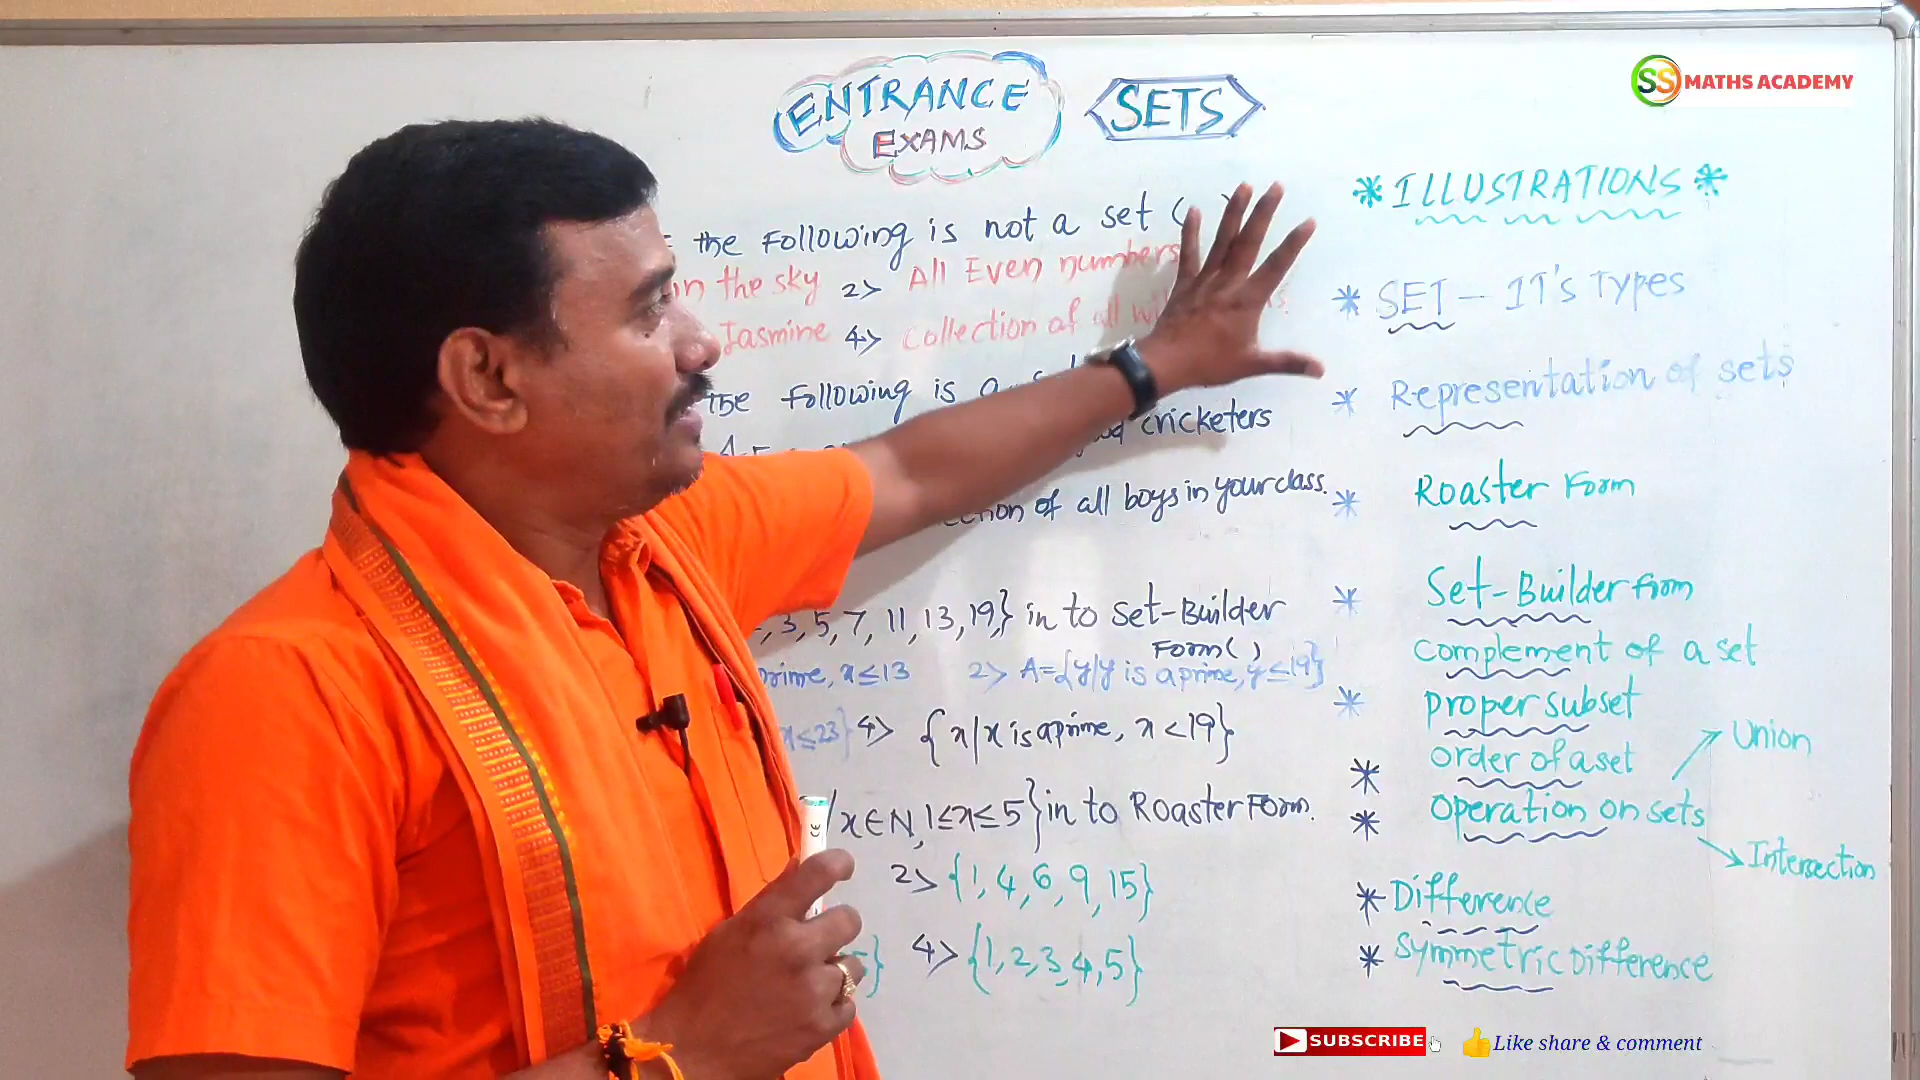 SS MATHS ACADEMY
ENTRANCE
EXAMS
SETS
the Following is not a set (
in the sky 2> All Even numbers
Jasmine 4> collection of all
the Following is a
cricketers
of all boys in your class.
3, 5, 7, 11, 13, 19,} in to Set-Builder
Form( )
prime, x≤13 2> A={y/y is a prime, y≤19}
x≤23} 4> {x/x is a prime, x<19}
/x∈N, 1≤x≤5} in to Roaster Form.
2> {1, 4, 6, 9, 15}
} 4> {1, 2, 3, 4, 5}
* ILLUSTRATIONS *
* SET - IT's Types
* Representation of sets
* Roaster Form
* Set-Builder Form
complement of a set
* proper subset
* order of a set
* Operation on sets
Union
Intersection
* Difference
* Symmetric Difference
SUBSCRIBE
Like share & comment